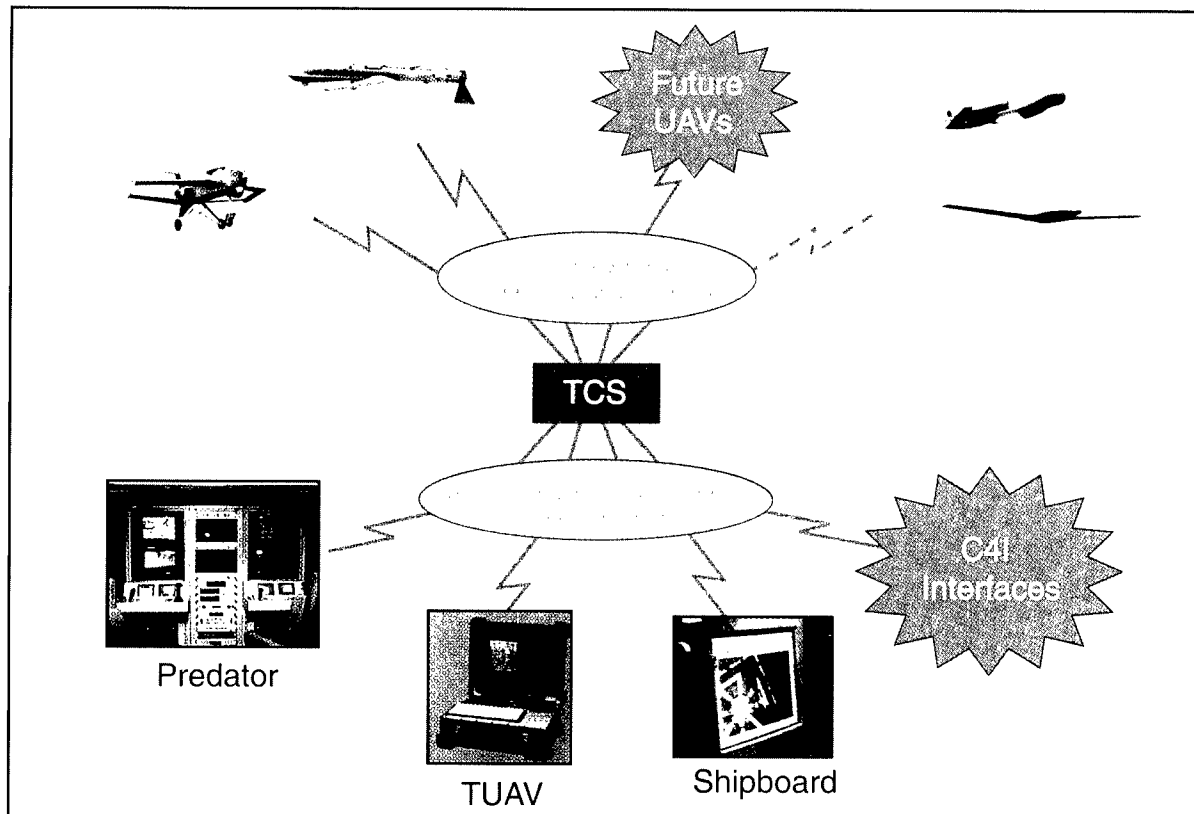 Future
UAVs
TCS
C4I
Interfaces
Predator
TUAV
Shipboard